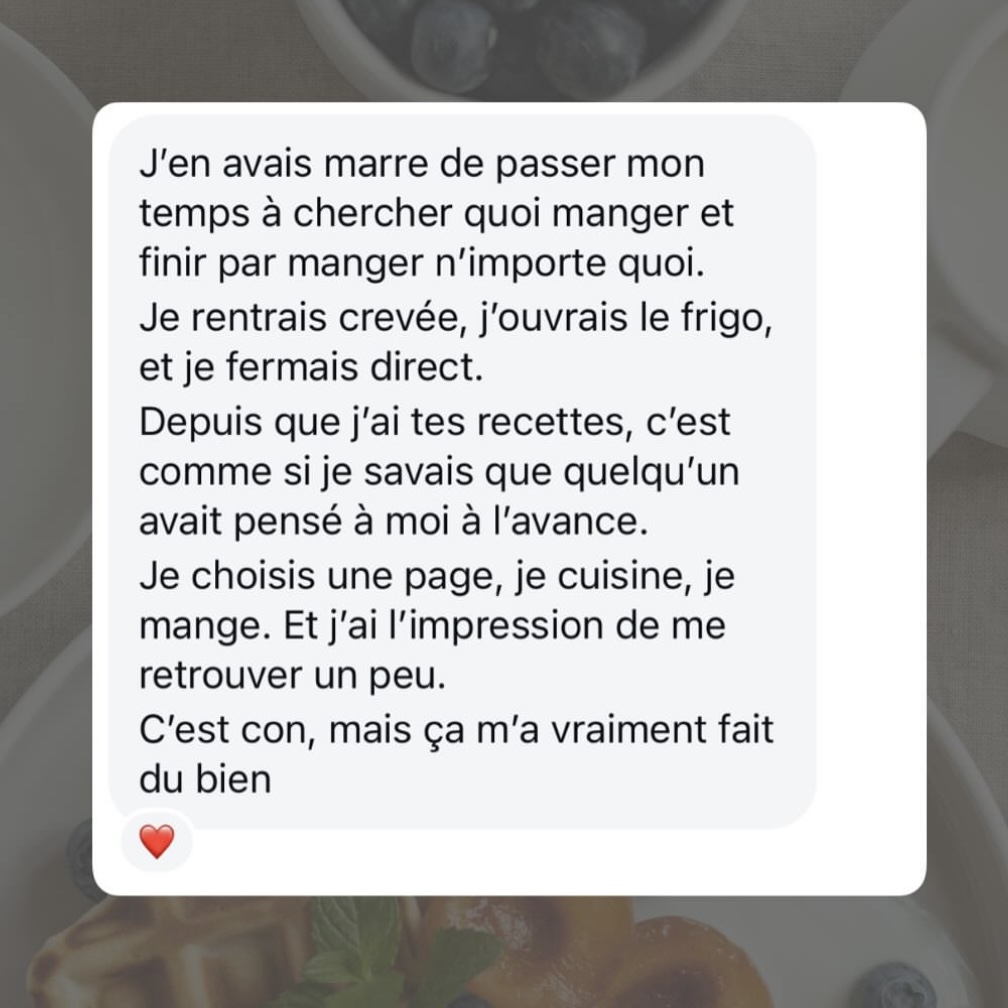 J’en avais marre de passer mon
temps à chercher quoi manger et
finir par manger n’importe quoi.
Je rentrais crevée, j’ouvrais le frigo,
et je fermais direct.
Depuis que j’ai tes recettes, c’est
comme si je savais que quelqu’un
avait pensé à moi à l’avance.
Je choisis une page, je cuisine, je
mange. Et j’ai l’impression de me
retrouver un peu.
C’est con, mais ça m’a vraiment fait
du bien
❤️